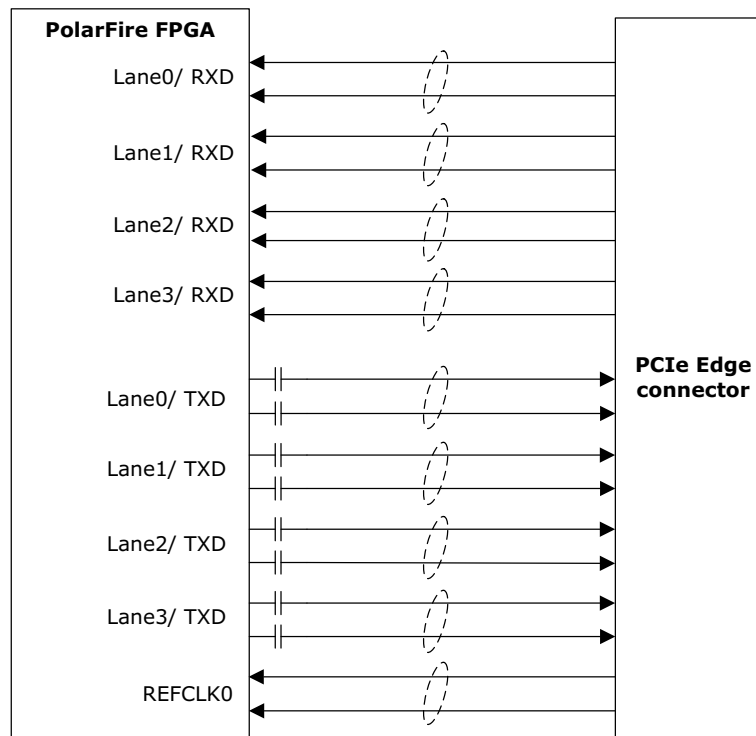 PolarFire FPGA
Lane0/ RXD
Lane1/ RXD
Lane2/ RXD
Lane3/ RXD
PCIe Edge
connector
Lane0/ TXD
Lane1/ TXD
Lane2/ TXD
Lane3/ TXD
REFCLK0